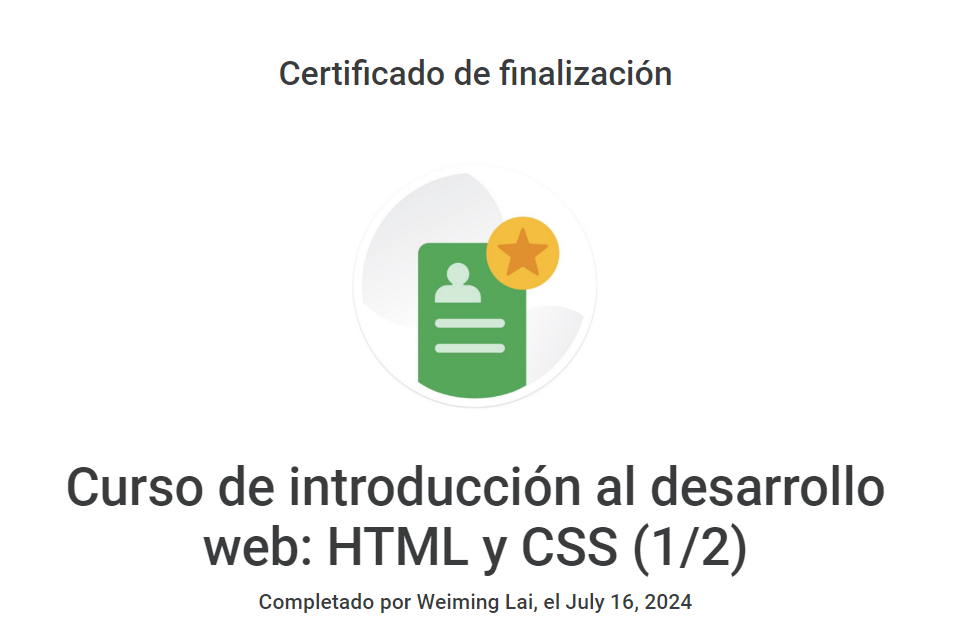 Certificado de finalización
Curso de introducción al desarrollo
web: HTML y CSS (1/2)
Completado por Weiming Lai, el July 16, 2024